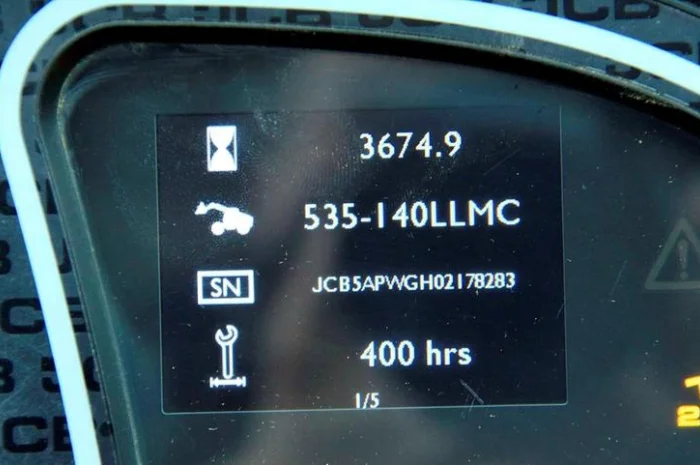 3674.9
535-140LLMC
SN JCB5APWGH02178283
400 hrs
1/5